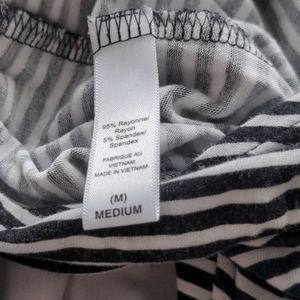 95% Rayonne/
Rayon
5% Spandex/
Spandex
FABRIQUE AU
VIETNAM
MADE IN VIETNAM
(M)
MEDIUM